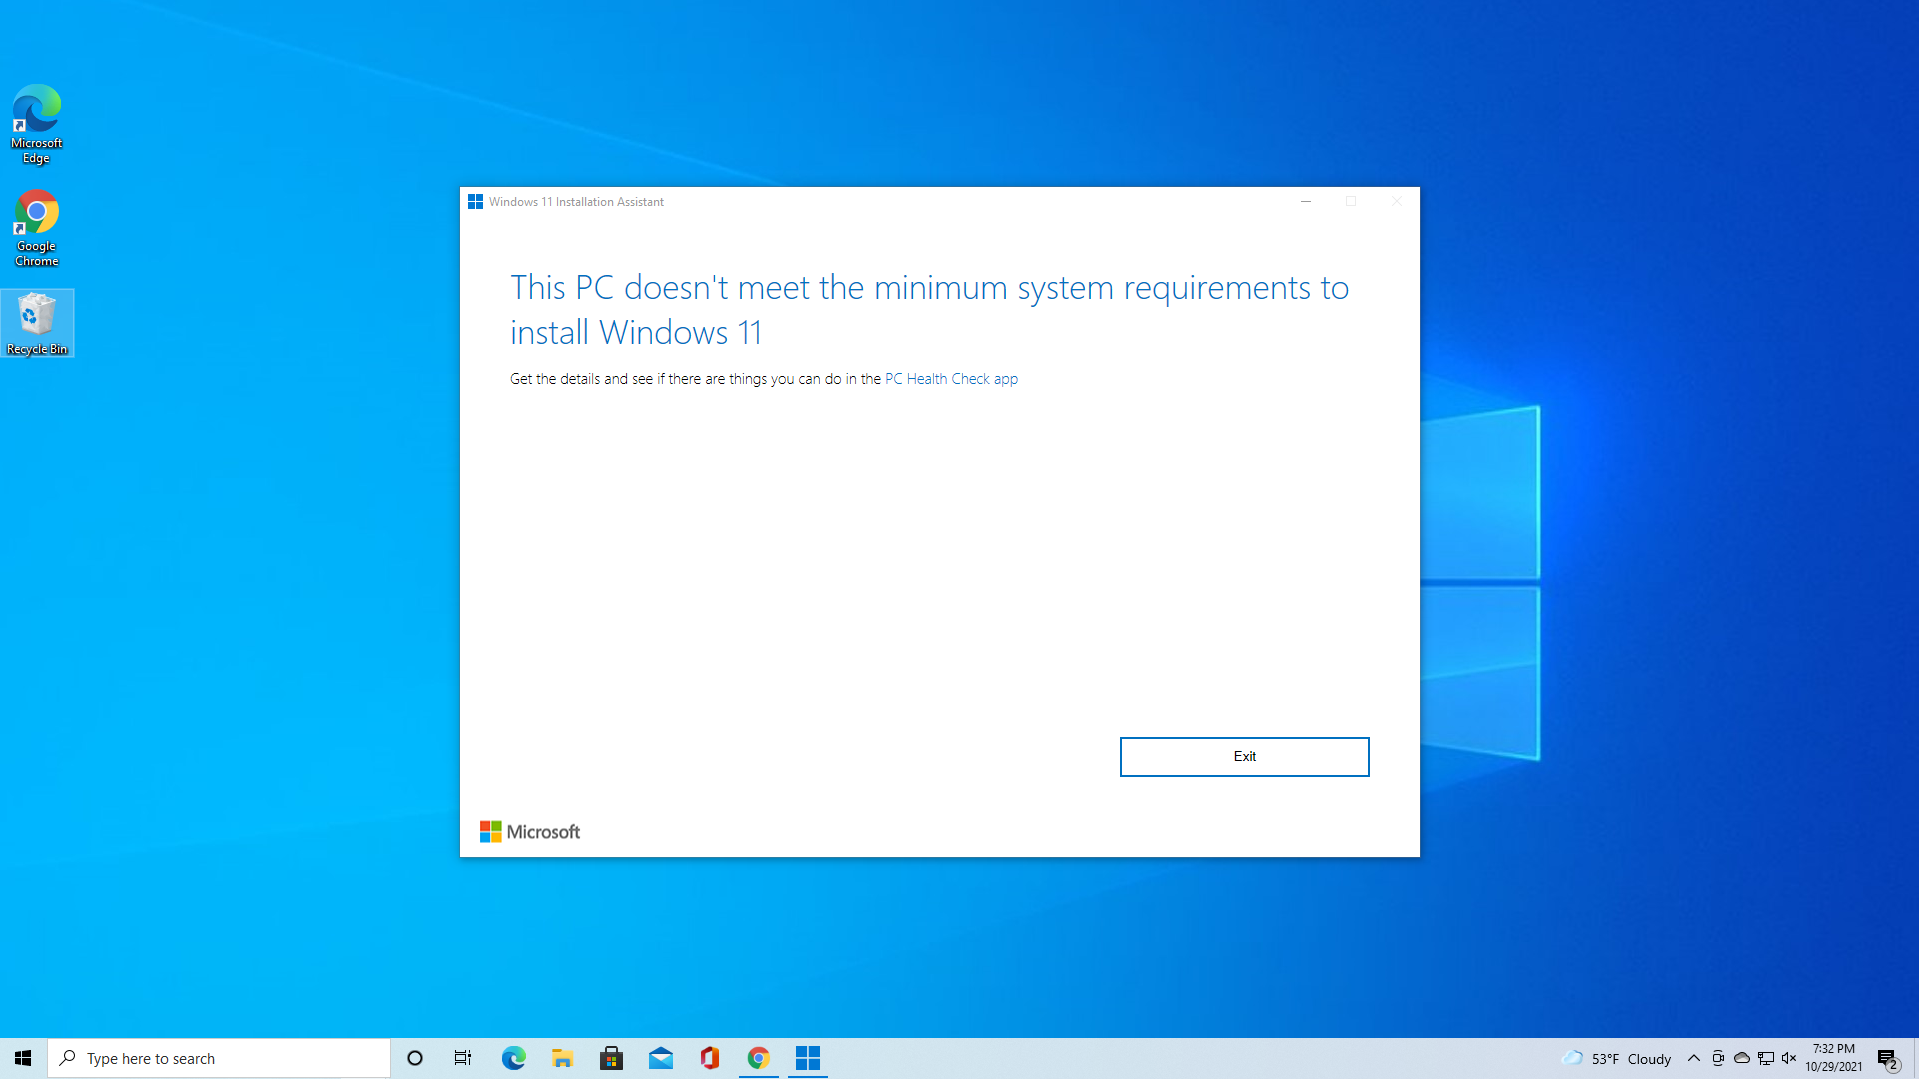 Microsoft
Edge
Google
Chrome
Recycle Bin
Windows 11 Installation Assistant
This PC doesn't meet the minimum system requirements to
install Windows 11
Get the details and see if there are things you can do in the PC Health Check app
Exit
Microsoft
Type here to search
53°F Cloudy
7:32 PM
10/29/2021
2